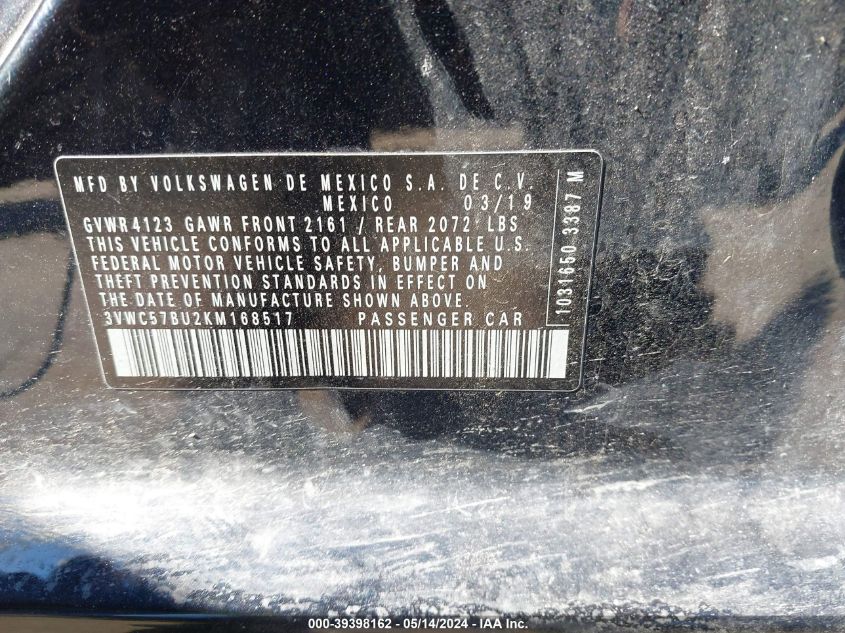 MFD BY VOLKSWAGEN DE MEXICO S.A. DE C.V.
MEXICO 03/19
GVWR 4123 GAWR FRONT 2161 / REAR 2072 LBS
THIS VEHICLE CONFORMS TO ALL APPLICABLE U.S.
FEDERAL MOTOR VEHICLE SAFETY, BUMPER AND
THEFT PREVENTION STANDARDS IN EFFECT ON
THE DATE OF MANUFACTURE SHOWN ABOVE.
3VWC57BU2KM168517 PASSENGER CAR
1031650 3387 M
000-39398162 - 05/14/2024 - IAA Inc.